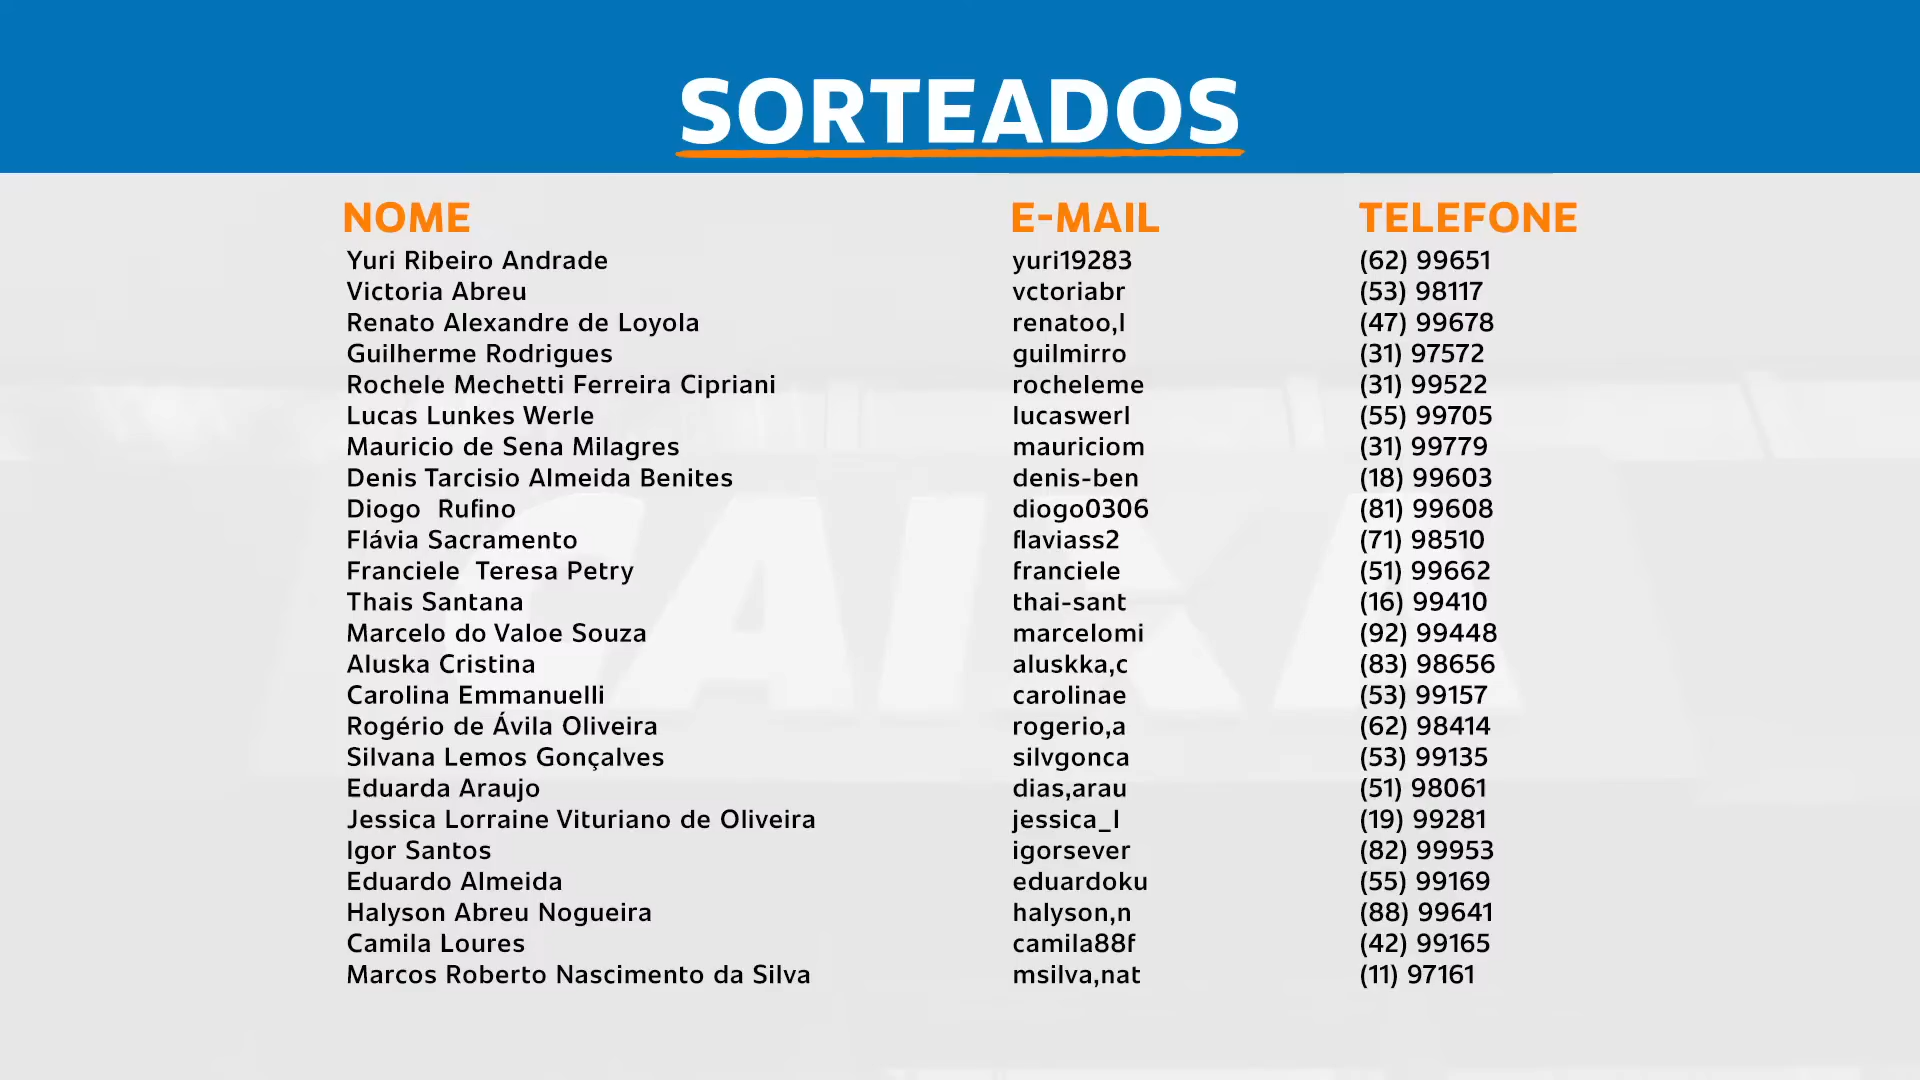 SORTEADOS
NOME E-MAIL TELEFONE
Yuri Ribeiro Andrade yuri19283 (62) 99651
Victoria Abreu vctoriabr (53) 98117
Renato Alexandre de Loyola renatoo,l (47) 99678
Guilherme Rodrigues guilmirro (31) 97572
Rochele Mechetti Ferreira Cipriani rocheleme (31) 99522
Lucas Lunkes Werle lucaswerl (55) 99705
Mauricio de Sena Milagres mauriciom (31) 99779
Denis Tarcisio Almeida Benites denis-ben (18) 99603
Diogo  Rufino diogo0306 (81) 99608
Flávia Sacramento flaviass2 (71) 98510
Franciele  Teresa Petry franciele (51) 99662
Thais Santana thai-sant (16) 99410
Marcelo do Valoe Souza marcelomi (92) 99448
Aluska Cristina aluskka,c (83) 98656
Carolina Emmanuelli carolinae (53) 99157
Rogério de Ávila Oliveira rogerio,a (62) 98414
Silvana Lemos Gonçalves silvgonca (53) 99135
Eduarda Araujo dias,arau (51) 98061
Jessica Lorraine Vituriano de Oliveira jessica_l (19) 99281
Igor Santos igorsever (82) 99953
Eduardo Almeida eduardoku (55) 99169
Halyson Abreu Nogueira halyson,n (88) 99641
Camila Loures camila88f (42) 99165
Marcos Roberto Nascimento da Silva msilva,nat (11) 97161
CAIXA